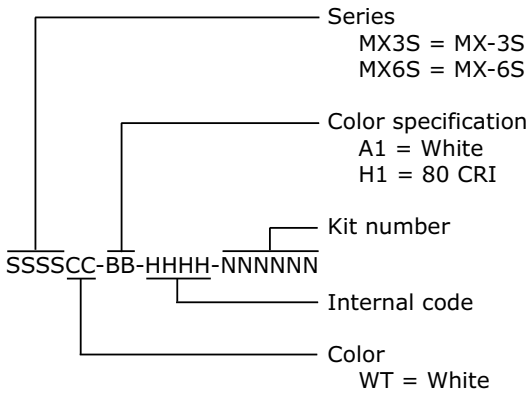 Series
MX3S = MX-3S
MX6S = MX-6S
Color specification
A1 = White
H1 = 80 CRI
Kit number
SSSSCC-BB-HHHH-NNNNNN
Internal code
Color
WT = White